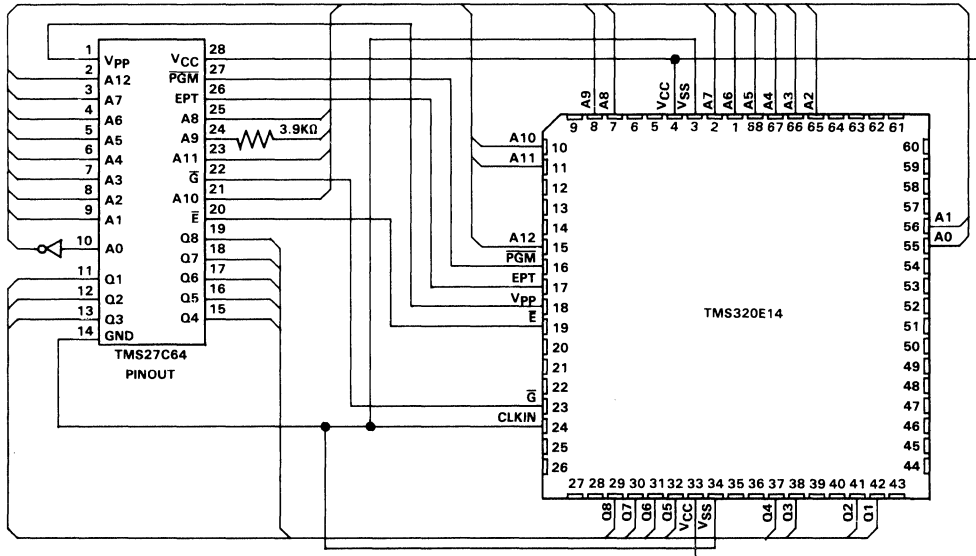 1 VPP VCC 28
2 A12 PGM 27
3 A7 EPT 26
4 A6 A8 25
5 A5 A9 24 3.9KΩ
6 A4 A11 23
7 A3 G 22
8 A2 A10 21
9 A1 E 20
10 A0 Q8 19
Q7 18
11 Q1 Q6 17
12 Q2 Q5 16
13 Q3 Q4 15
14 GND
TMS27C64
PINOUT
A9 A8 VCC VSS A7 A6 A5 A4 A3 A2
9 8 7 6 5 4 3 2 1 68 67 66 65 64 63 62 61
A10 10
A11 11
12
13
14
A12 15
PGM 16
EPT 17
VPP 18
E 19
20
21
22
G 23
CLKIN 24
25
26
TMS320E14
60
59
58
57
56 A1
55 A0
54
53
52
51
50
49
48
47
46
45
44
27 28 29 30 31 32 33 34 35 36 37 38 39 40 41 42 43
Q8 Q7 Q6 Q5 VCC VSS Q4 Q3 Q2 Q1